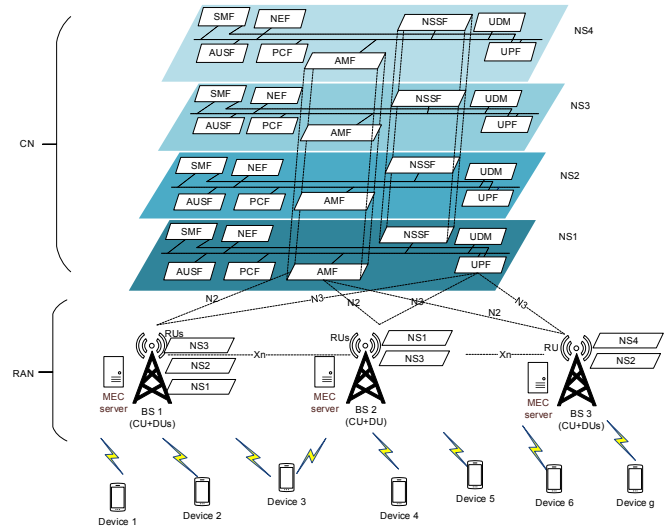 SMF
NEF
NSSF
UDM
NS4
AUSF
PCF
AMF
UPF
SMF
NEF
NSSF
UDM
NS3
AUSF
PCF
AMF
UPF
CN
SMF
NEF
NSSF
UDM
NS2
AUSF
PCF
AMF
UPF
SMF
NEF
NSSF
UDM
NS1
AUSF
PCF
AMF
UPF
N2
N3
N2
N3
N2
N3
RAN
RUs
NS3
NS2
NS1
Xn
RUs
NS1
NS3
Xn
RU
NS4
NS2
MEC
server
BS 1
(CU+DUs)
MEC
server
BS 2
(CU+DU)
MEC
server
BS 3
(CU+DUs)
Device 1
Device 2
Device 3
Device 4
Device 5
Device 6
Device g